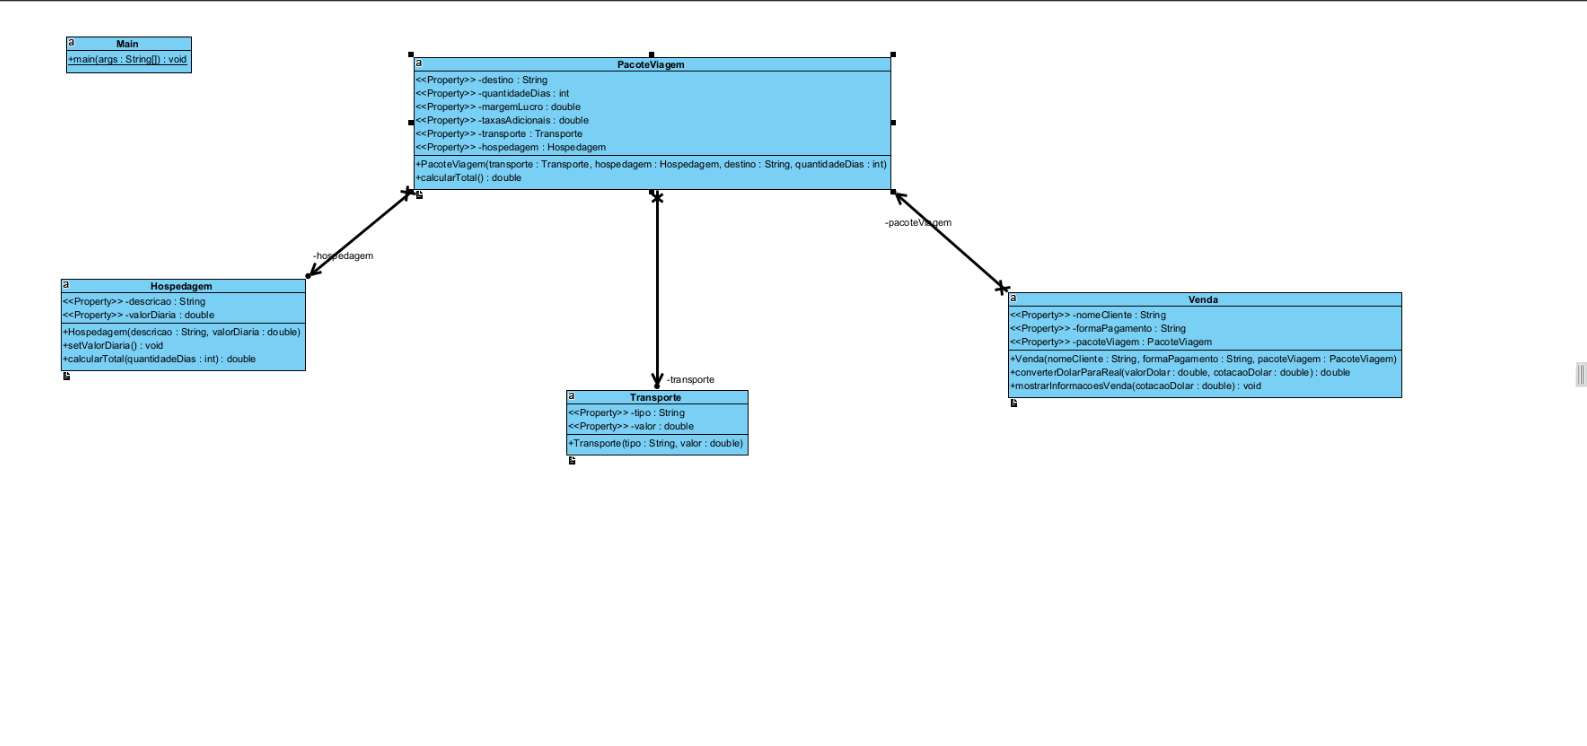 a Main
+main(args : String[]) : void
a
PacoteViagem
<<Property>> -destino : String
<<Property>> -quantidadeDias : int
<<Property>> -margemLucro : double
<<Property>> -taxasAdicionais : double
<<Property>> -transporte : Transporte
<<Property>> -hospedagem : Hospedagem
+PacoteViagem(transporte : Transporte, hospedagem : Hospedagem, destino : String, quantidadeDias : int)
+calcularTotal() : double
-hospedagem
-pacoteViagem
-transporte
a
Hospedagem
<<Property>> -descricao : String
<<Property>> -valorDiaria : double
+Hospedagem(descricao : String, valorDiaria : double)
+setValorDiaria() : void
+calcularTotal(quantidadeDias : int) : double
a
Transporte
<<Property>> -tipo : String
<<Property>> -valor : double
+Transporte(tipo : String, valor : double)
a
Venda
<<Property>> -nomeCliente : String
<<Property>> -formaPagamento : String
<<Property>> -pacoteViagem : PacoteViagem
+Venda(nomeCliente : String, formaPagamento : String, pacoteViagem : PacoteViagem)
+converterDolarParaReal(valorDolar : double, cotacaoDolar : double) : double
+mostrarInformacoesVenda(cotacaoDolar : double) : void